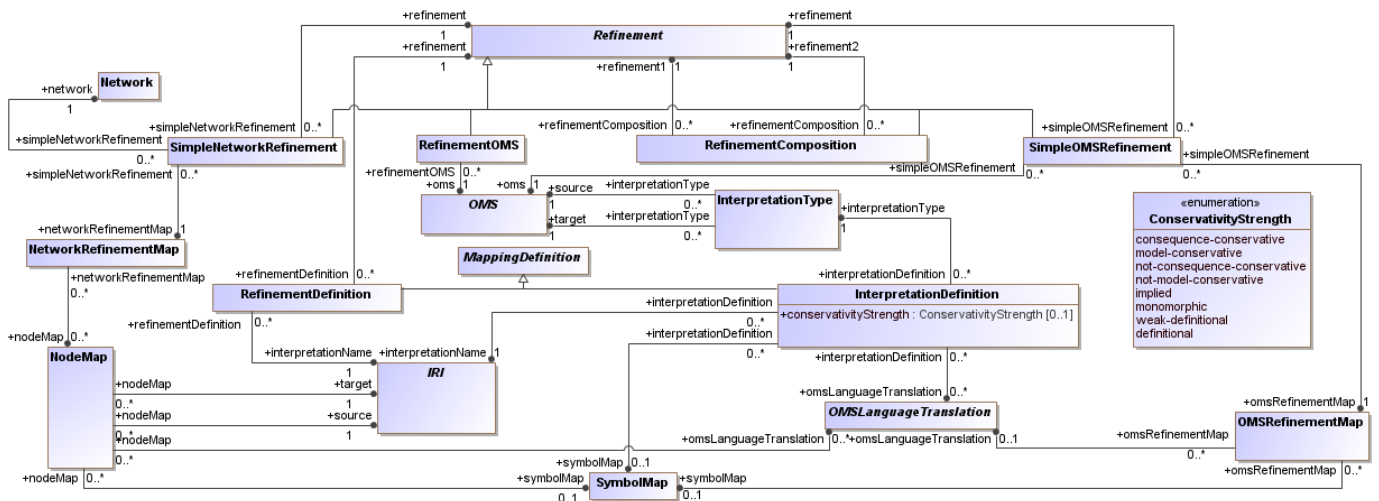 +refinement
+refinement
1
1
Refinement
+refinement
+refinement2
1
1
+refinement1
1
Network
+network
1
+simpleNetworkRefinement
0..*
+refinementComposition
0..*
+refinementComposition
0..*
+simpleOMSRefinement
0..*
+simpleNetworkRefinement
0..*
SimpleNetworkRefinement
RefinementOMS
RefinementComposition
SimpleOMSRefinement
+simpleOMSRefinement
0..*
+simpleNetworkRefinement
0..*
+refinementOMS
0..*
+simpleOMSRefinement
0..*
+oms
1
+oms
1
OMS
+source
1
+interpretationType
0..*
+target
1
+interpretationType
0..*
InterpretationType
+interpretationType
1
«enumeration»
ConservativityStrength
consequence-conservative
model-conservative
not-consequence-conservative
not-model-conservative
implied
monomorphic
weak-definitional
definitional
+networkRefinementMap
1
NetworkRefinementMap
MappingDefinition
+networkRefinementMap
0..*
+refinementDefinition
0..*
+interpretationDefinition
0..*
RefinementDefinition
InterpretationDefinition
+conservativityStrength : ConservativityStrength [0..1]
+interpretationDefinition
0..*
+refinementDefinition
0..*
+interpretationDefinition
0..*
+interpretationDefinition
0..*
+nodeMap
0..*
NodeMap
+interpretationName
1
+interpretationName
1
IRI
+nodeMap
0..*
+target
1
+nodeMap
0..*
+source
1
+nodeMap
0..*
+omsLanguageTranslation
0..*
OMSLanguageTranslation
+omsRefinementMap
1
OMSRefinementMap
+omsLanguageTranslation
0..*
+omsLanguageTranslation
0..1
+omsRefinementMap
0..*
+nodeMap
0..*
+symbolMap
0..1
+symbolMap
0..1
SymbolMap
+symbolMap
0..1
+omsRefinementMap
0..*